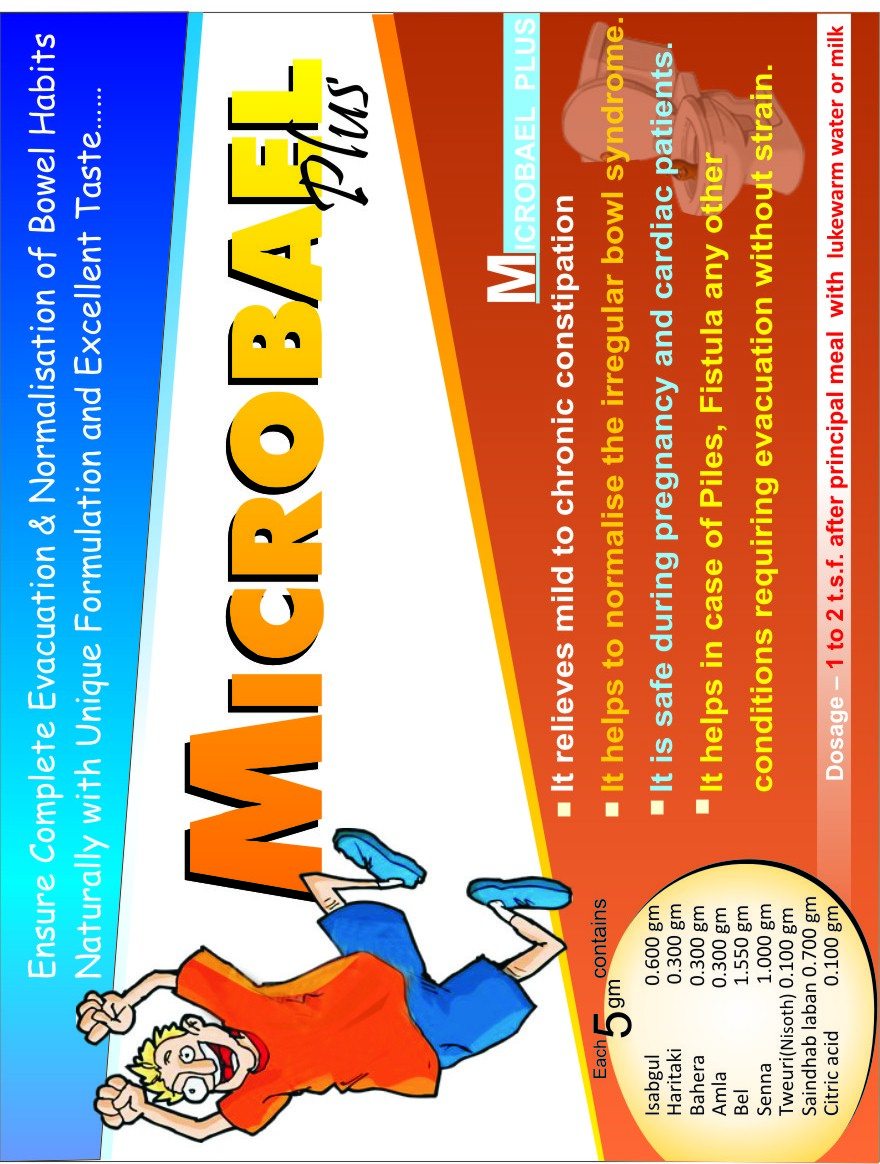 Ensure Complete Evacuation & Normalisation of Bowel Habits
Naturally with Unique Formulation and Excellent Taste......
MICROBAEL
plus
MICROBAEL PLUS
It relieves mild to chronic constipation
It helps to normalise the irregular bowl syndrome.
It is safe during pregnancy and cardiac patients.
It helps in case of Piles, Fistula any other
conditions requiring evacuation without strain.
Dosage – 1 to 2 t.s.f. after principal meal with lukewarm water or milk
Each 5 gm contains
Isabgul 0.600 gm
Haritaki 0.300 gm
Bahera 0.300 gm
Amla 0.300 gm
Bel 1.550 gm
Senna 1.000 gm
Tweuri(Nisoth) 0.100 gm
Saindhab laban 0.700 gm
Citric acid 0.100 gm